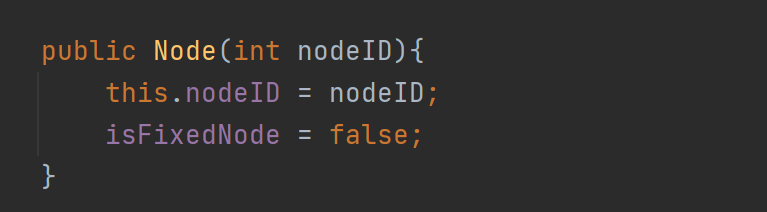 public Node(int nodeID){
    this.nodeID = nodeID;
    isFixedNode = false;
}